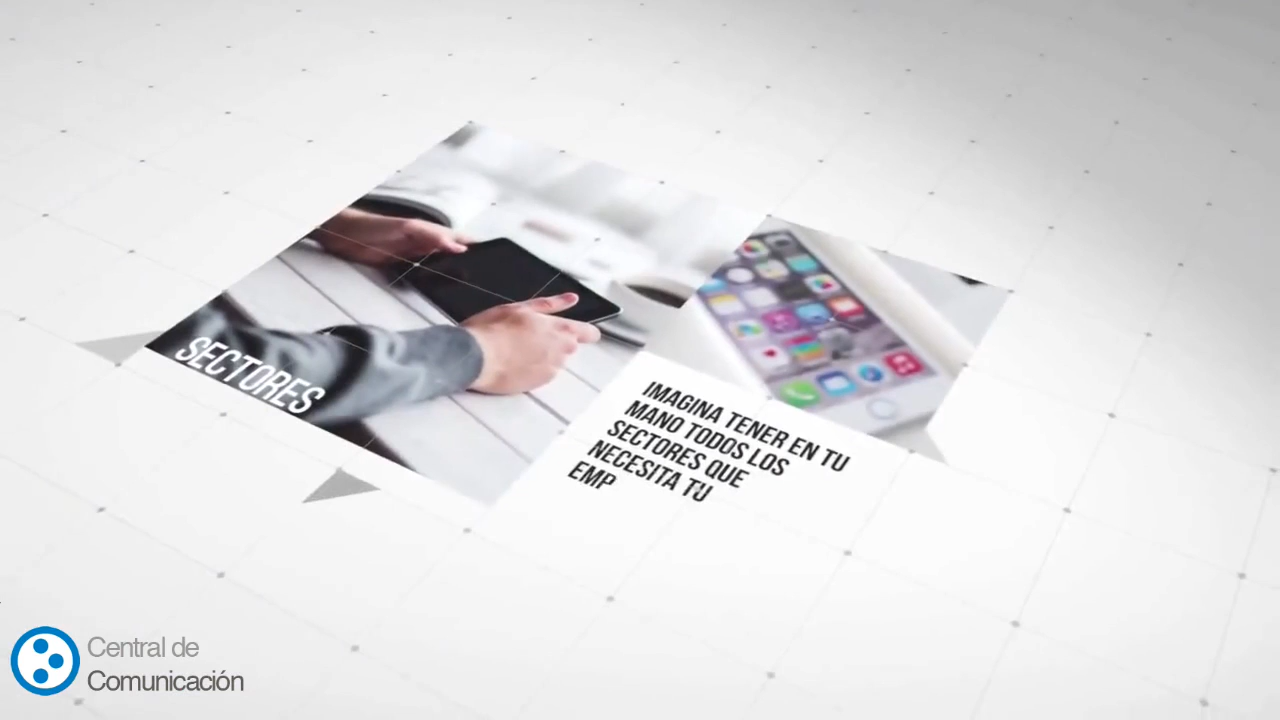 SECTORES
IMAGINA TENER EN TU
MANO TODOS LOS
SECTORES QUE
NECESITA TU
EMP
Central de
Comunicación